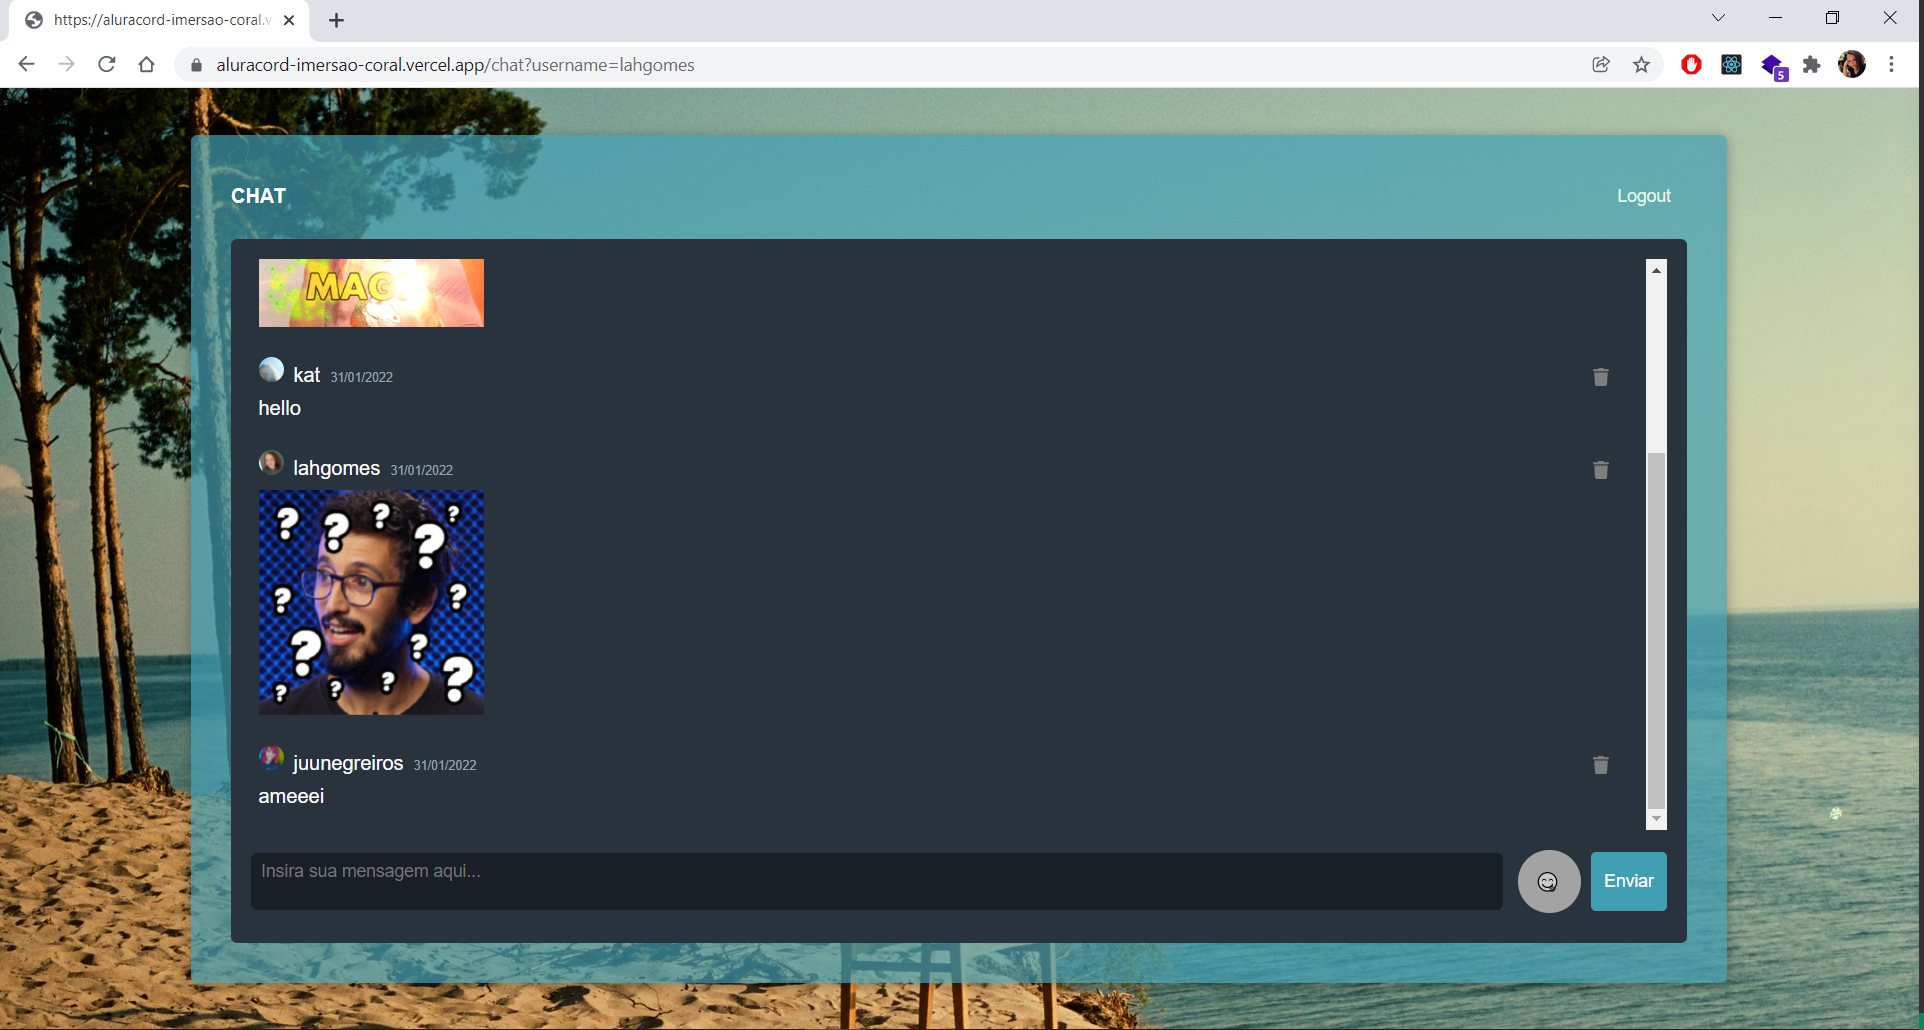 https://aluracord-imersao-coral.v
aluracord-imersao-coral.vercel.app/chat?username=lahgomes
5
CHAT
Logout
MAG
kat 31/01/2022
hello
lahgomes 31/01/2022
? ? ? ?
? ?
? ?
? ? ?
? ? ?
juunegreiros 31/01/2022
ameeei
Insira sua mensagem aqui...
Enviar